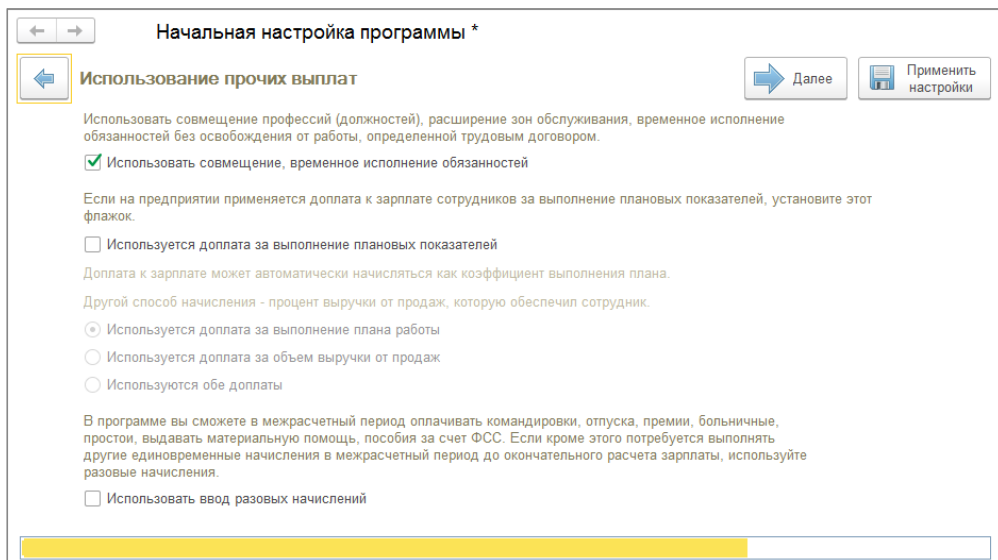 Начальная настройка программы *
Использование прочих выплат
Далее
Применить
настройки
Использовать совмещение профессий (должностей), расширение зон обслуживания, временное исполнение
обязанностей без освобождения от работы, определенной трудовым договором.
Использовать совмещение, временное исполнение обязанностей
Если на предприятии применяется доплата к зарплате сотрудников за выполнение плановых показателей, установите этот
флажок.
Используется доплата за выполнение плановых показателей
Доплата к зарплате может автоматически начисляться как коэффициент выполнения плана.
Другой способ начисления - процент выручки от продаж, которую обеспечил сотрудник.
Используется доплата за выполнение плана работы
Используется доплата за объем выручки от продаж
Используются обе доплаты
В программе вы сможете в межрасчетный период оплачивать командировки, отпуска, премии, больничные,
простои, выдавать материальную помощь, пособия за счет ФСС. Если кроме этого потребуется выполнять
другие единовременные начисления в межрасчетный период до окончательного расчета зарплаты, используйте
разовые начисления.
Использовать ввод разовых начислений